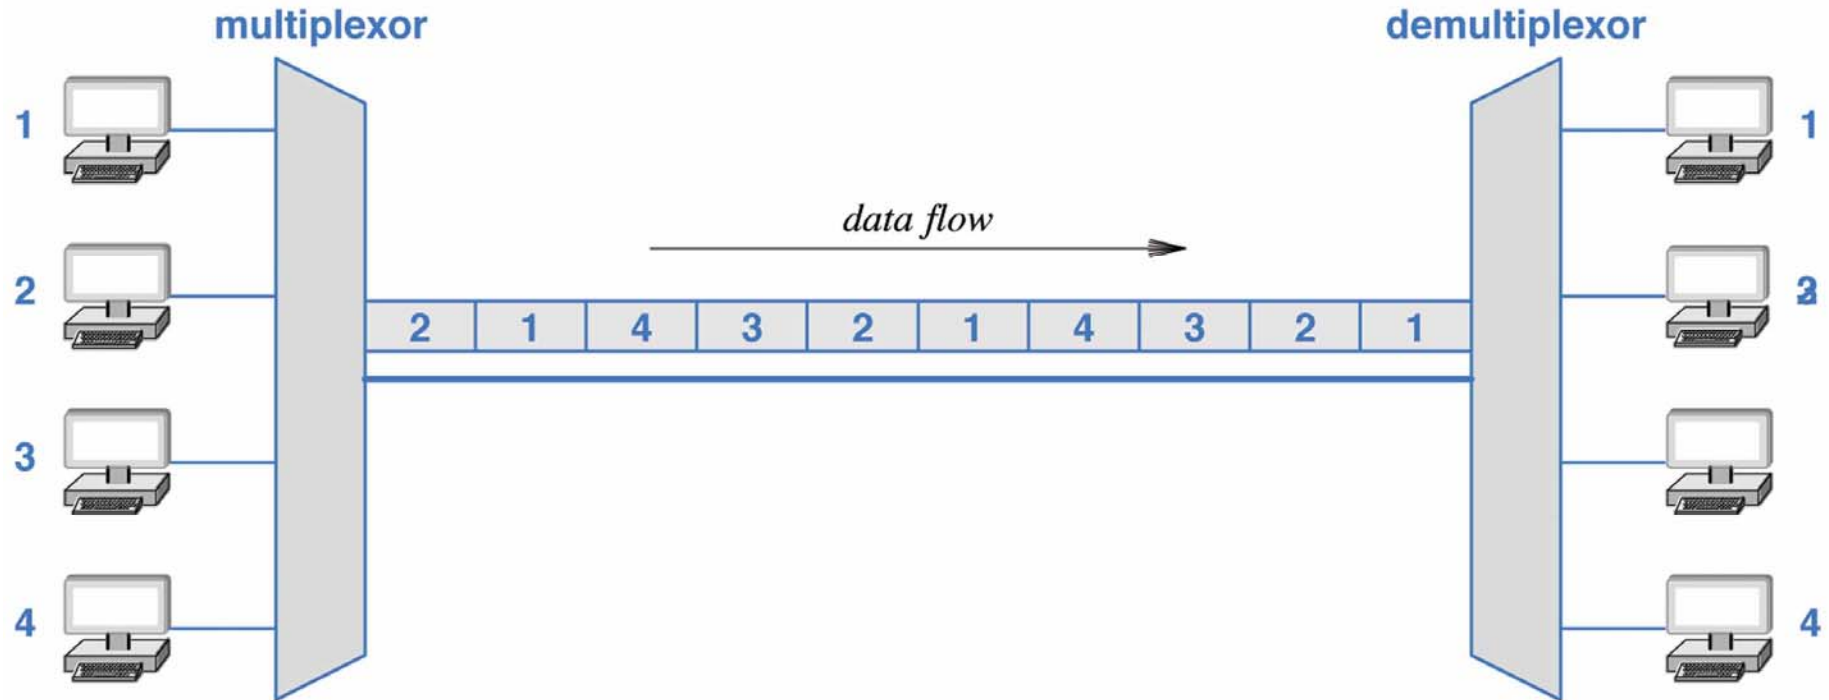 multiplexor demultiplexor
1 1
data flow
2
2 1 4 3 2 1 4 3 2 1
3
4 4